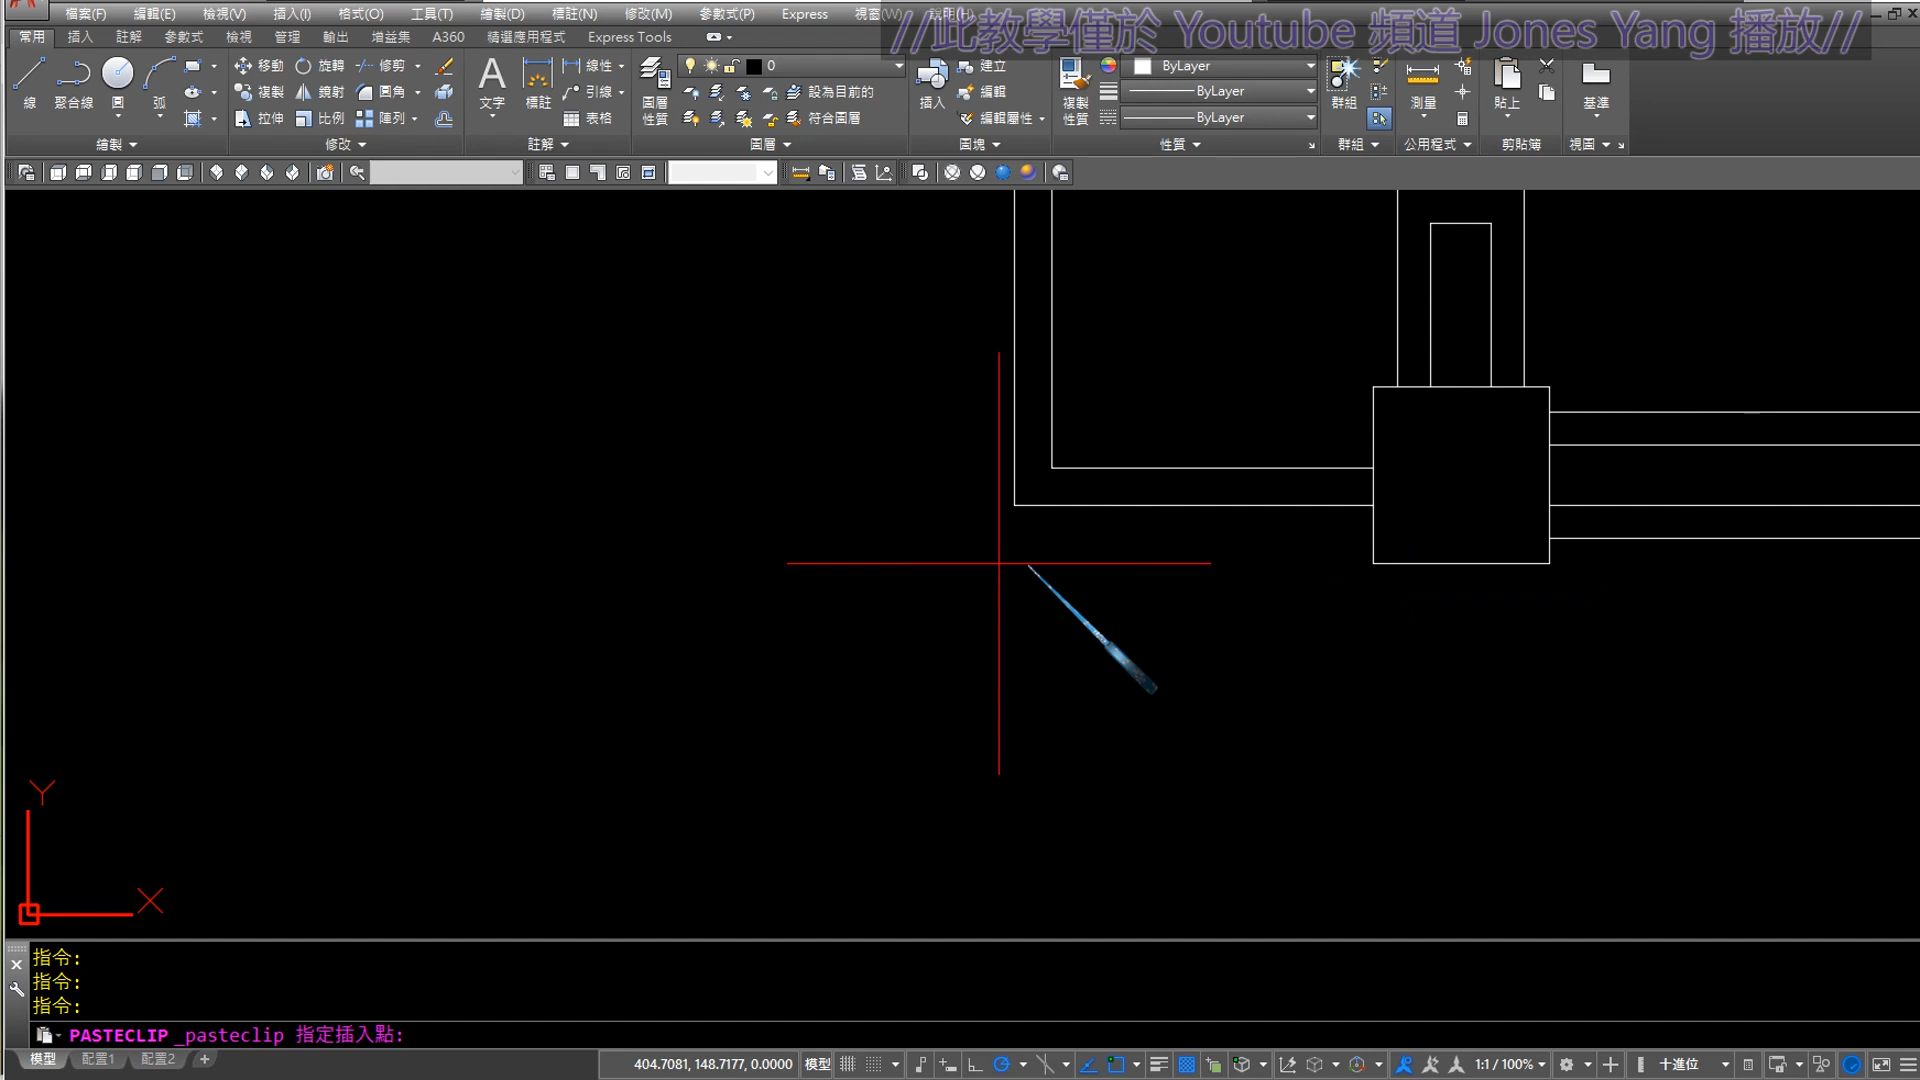 檔案(F) 編輯(E) 檢視(V) 插入(I) 格式(O) 工具(T) 繪製(D) 標註(N) 修改(M) 參數式(P) Express 視窗(W) 說明(H)
//此教學僅於 Youtube 頻道 Jones Yang 播放//
常用 插入 註解 參數式 檢視 管理 輸出 增益集 A360 精選應用程式 Express Tools
線 聚合線 圓 弧
移動 旋轉 修剪
複製 鏡射 圓角
拉伸 比例 陣列
文字 標註
線性
引線
表格
圖層
性質
0
設為目前的
符合圖層
插入
建立
編輯
編輯屬性
複製
性質
ByLayer
ByLayer
ByLayer
群組
測量
貼上
基準
繪製 修改 註解 圖層 圖塊 性質 群組 公用程式 剪貼簿 視圖
Y
X
指令:
指令:
指令:
PASTECLIP _pasteclip 指定插入點:
模型 配置1 配置2 +
404.7081, 148.7177, 0.0000 模型 1:1 / 100% 十進位